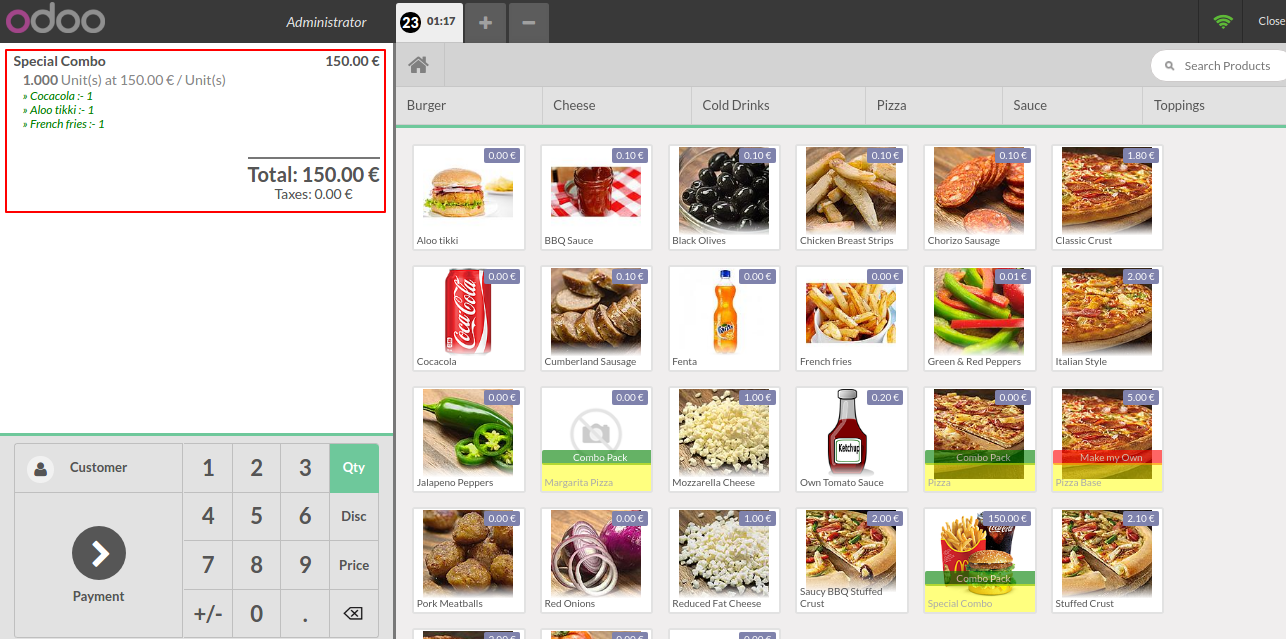 odoo
Administrator
23 01:17
Close
Special Combo 150.00 €
1.000 Unit(s) at 150.00 € / Unit(s)
» Cocacola :- 1
» Aloo tikki :- 1
» French fries :- 1
Total: 150.00 €
Taxes: 0.00 €
Customer
1 2 3 Qty
4 5 6 Disc
7 8 9 Price
+/- 0 .
Payment
Search Products
Burger Cheese Cold Drinks Pizza Sauce Toppings
0.00 € 0.10 € 0.10 € 0.10 € 0.10 € 1.80 €
Aloo tikki BBQ Sauce Black Olives Chicken Breast Strips Chorizo Sausage Classic Crust
0.00 € 0.10 € 0.00 € 0.00 € 0.01 € 2.00 €
Coca-Cola
Fanta
Cocacola Cumberland Sausage Fenta French fries Green & Red Peppers Italian Style
0.00 € 0.00 € 1.00 € 0.20 € 0.00 € 5.00 €
Ketchup
Combo Pack Combo Pack Make my Own
Jalapeno Peppers Margarita Pizza Mozzarella Cheese Own Tomato Sauce Pizza Pizza Base
0.00 € 0.00 € 1.00 € 2.00 € 150.00 € 2.10 €
Combo Pack
Pork Meatballs Red Onions Reduced Fat Cheese Saucy BBQ Stuffed Crust Special Combo Stuffed Crust
0.00 €